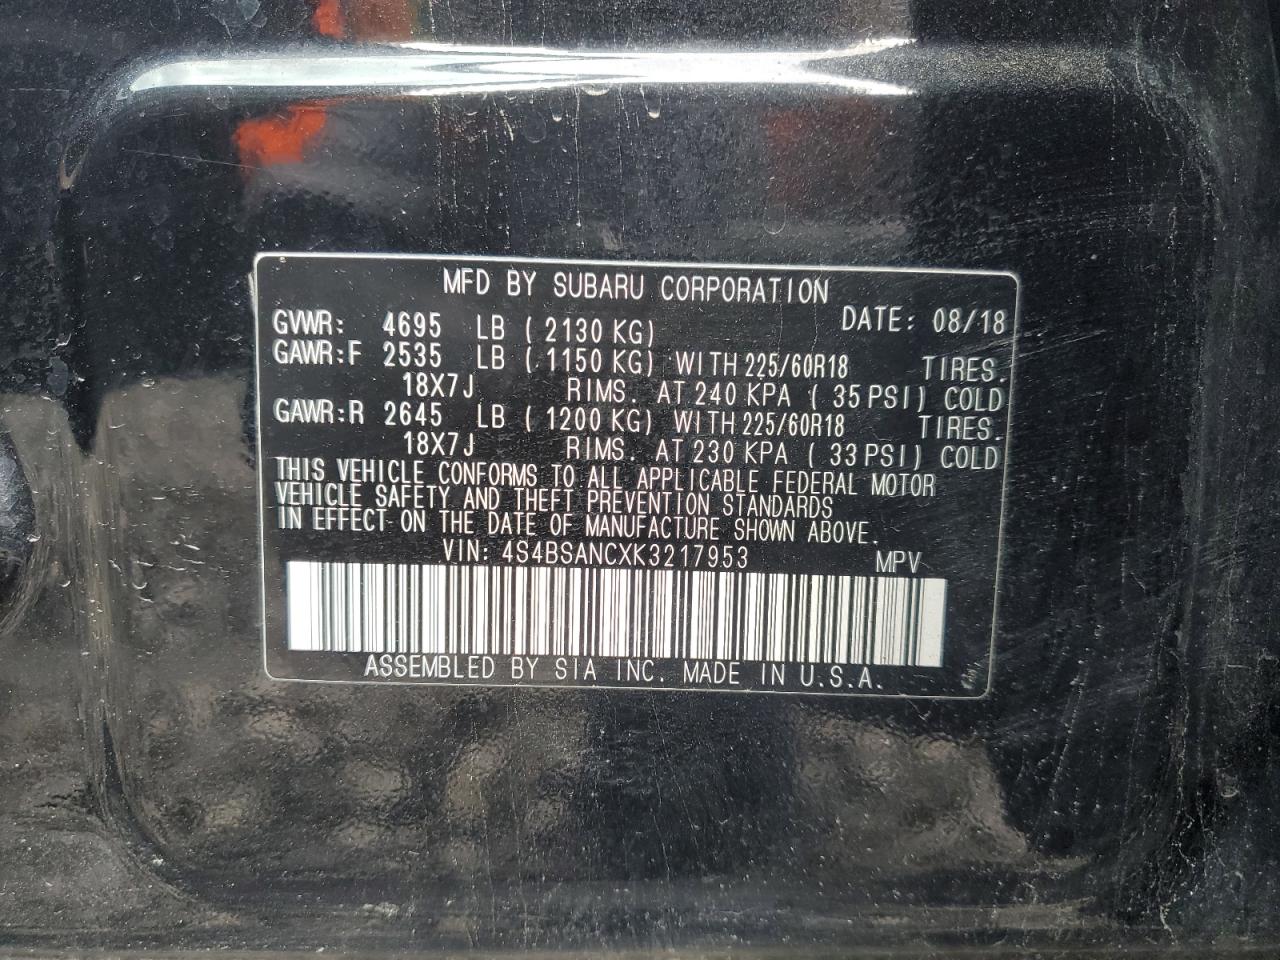 MFD BY SUBARU CORPORATION
GVWR: 4695 LB ( 2130 KG) DATE: 08/18
GAWR:F 2535 LB ( 1150 KG) WITH 225/60R18 TIRES.
18X7J RIMS. AT 240 KPA ( 35 PSI) COLD
GAWR:R 2645 LB ( 1200 KG) WITH 225/60R18 TIRES.
18X7J RIMS. AT 230 KPA ( 33 PSI) COLD
THIS VEHICLE CONFORMS TO ALL APPLICABLE FEDERAL MOTOR
VEHICLE SAFETY AND THEFT PREVENTION STANDARDS
IN EFFECT ON THE DATE OF MANUFACTURE SHOWN ABOVE.
VIN: 4S4BSANCXK3217953 MPV
ASSEMBLED BY SIA INC. MADE IN U.S.A.